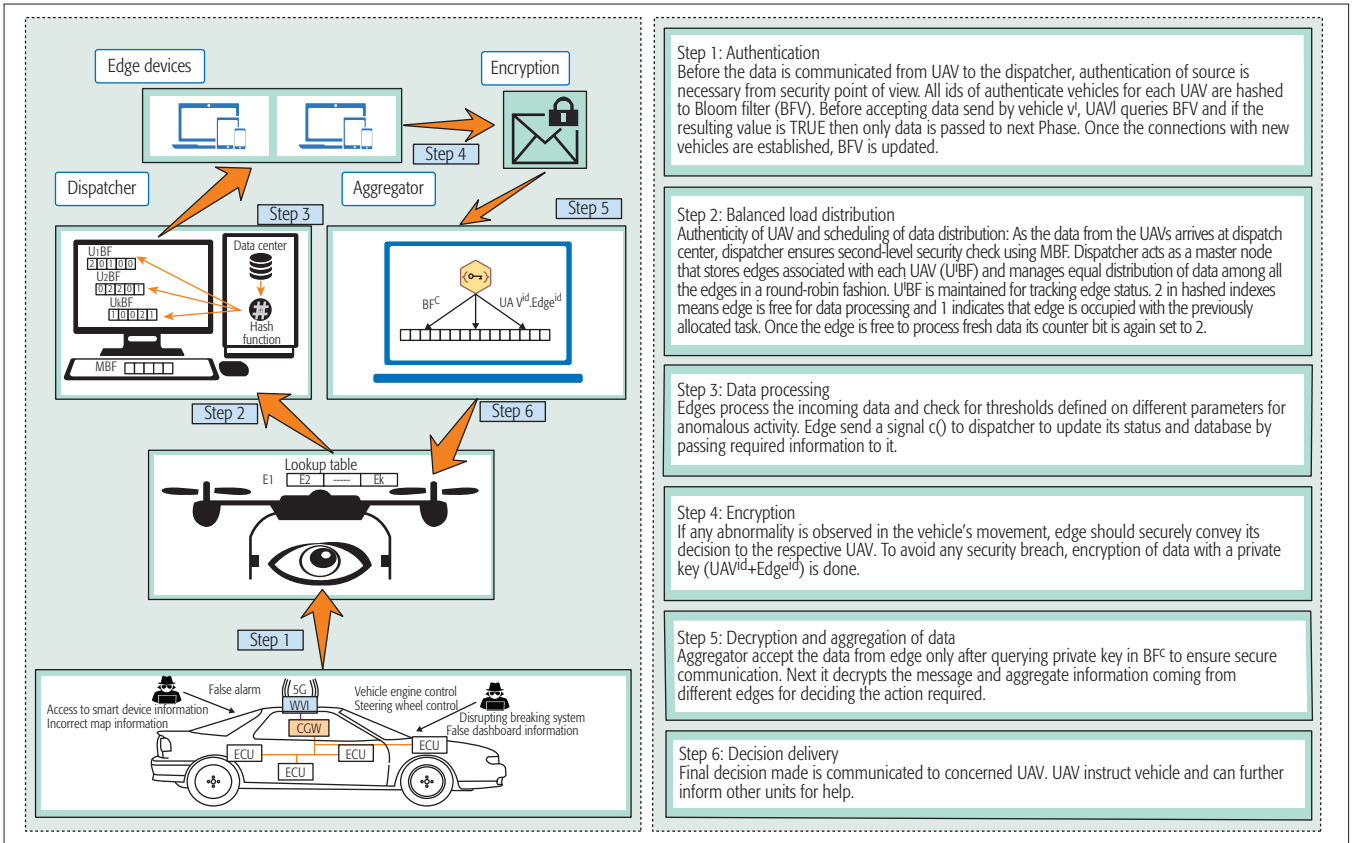 Edge devices
Encryption
Step 4
Dispatcher
Aggregator
Step 3
Step 5
U1BF
2 0 1 0 0
U2BF
0 2 2 0 1
UkBF
1 0 0 2 1
Data center
Hash
function
MBF
BFC
UA Vid.Edgeid
Step 2
Step 6
Lookup table
E1 E2 ----- Ek
Step 1
False alarm
Access to smart device information
Incorrect map information
5G
WVI
CGW
Vehicle engine control
Steering wheel control
Disrupting breaking system
False dashboard information
ECU
ECU
ECU
ECU
Step 1: Authentication
Before the data is communicated from UAV to the dispatcher, authentication of source is
necessary from security point of view. All ids of authenticate vehicles for each UAV are hashed
to Bloom filter (BFV). Before accepting data send by vehicle vi, UAVj queries BFV and if the
resulting value is TRUE then only data is passed to next Phase. Once the connections with new
vehicles are established, BFV is updated.
Step 2: Balanced load distribution
Authenticity of UAV and scheduling of data distribution: As the data from the UAVs arrives at dispatch
center, dispatcher ensures second-level security check using MBF. Dispatcher acts as a master node
that stores edges associated with each UAV (UiBF) and manages equal distribution of data among all
the edges in a round-robin fashion. UiBF is maintained for tracking edge status. 2 in hashed indexes
means edge is free for data processing and 1 indicates that edge is occupied with the previously
allocated task. Once the edge is free to process fresh data its counter bit is again set to 2.
Step 3: Data processing
Edges process the incoming data and check for thresholds defined on different parameters for
anomalous activity. Edge send a signal c() to dispatcher to update its status and database by
passing required information to it.
Step 4: Encryption
If any abnormality is observed in the vehicle's movement, edge should securely convey its
decision to the respective UAV. To avoid any security breach, encryption of data with a private
key (UAVid+Edgeid) is done.
Step 5: Decryption and aggregation of data
Aggregator accept the data from edge only after querying private key in BFc to ensure secure
communication. Next it decrypts the message and aggregate information coming from
different edges for deciding the action required.
Step 6: Decision delivery
Final decision made is communicated to concerned UAV. UAV instruct vehicle and can further
inform other units for help.